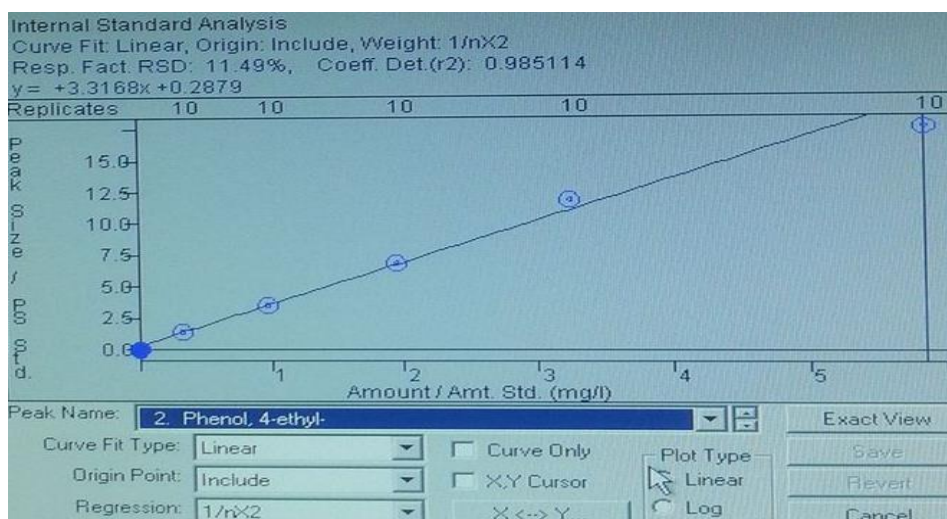 Internal Standard Analysis
Curve Fit: Linear, Origin: Include, Weight: 1/nX2
Resp. Fact. RSD: 11.49%, Coeff. Det.(r2): 0.985114
y= +3.3168x +0.2879
Replicates 10 10 10 10 10
Peak Size / PS Std.
15.0
12.5
10.0
7.5
5.0
2.5
0.0
1 2 3 4 5
Amount / Amt. Std. (mg/l)
Peak Name: 2. Phenol, 4-ethyl- Exact View
Curve Fit Type: Linear Curve Only Plot Type Save
Origin Point: Include X,Y Cursor Linear Revert
Regression: 1/nX2 X<-->Y Log Cancel